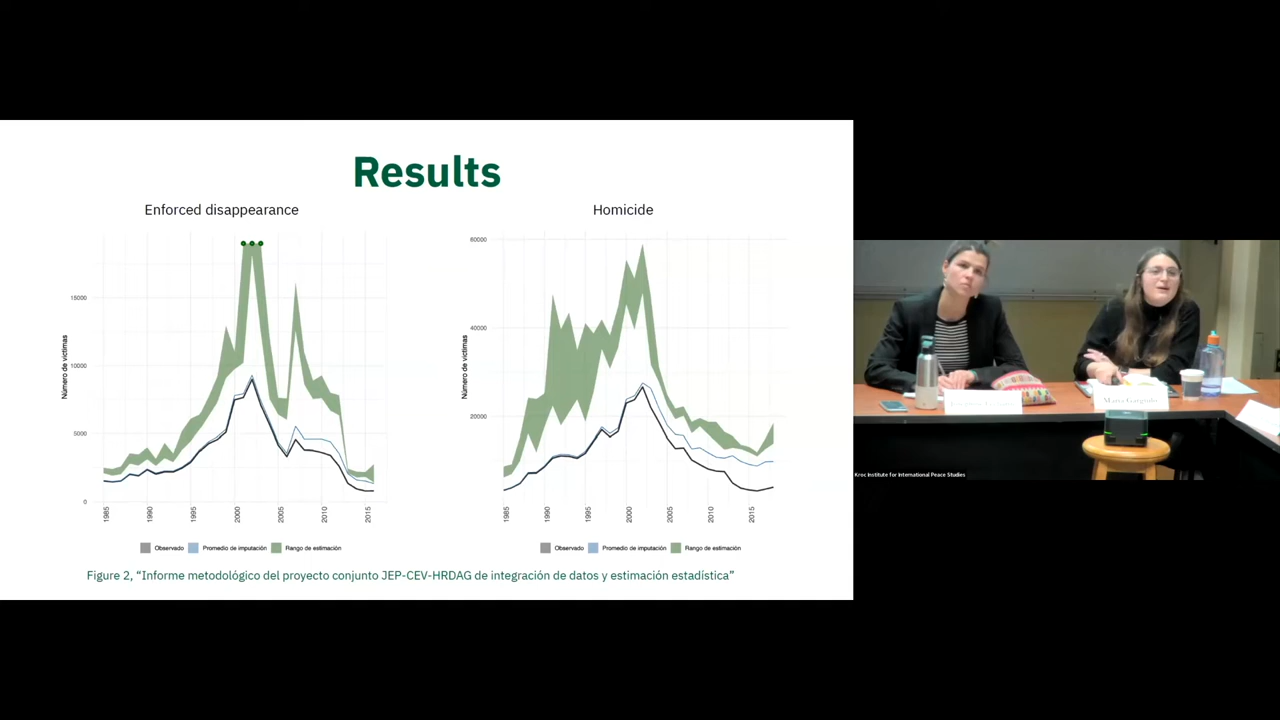 Results
Enforced disappearance
Homicide
Número de víctimas
15000
10000
5000
0
1985
1990
1995
2000
2005
2010
2015
Observado
Promedio de imputación
Rango de estimación
Número de víctimas
60000
40000
20000
1985
1990
1995
2000
2005
2010
2015
Observado
Promedio de imputación
Rango de estimación
Figure 2, “Informe metodológico del proyecto conjunto JEP-CEV-HRDAG de integración de datos y estimación estadística”
Maria Gargiulo
Kroc Institute for International Peace Studies